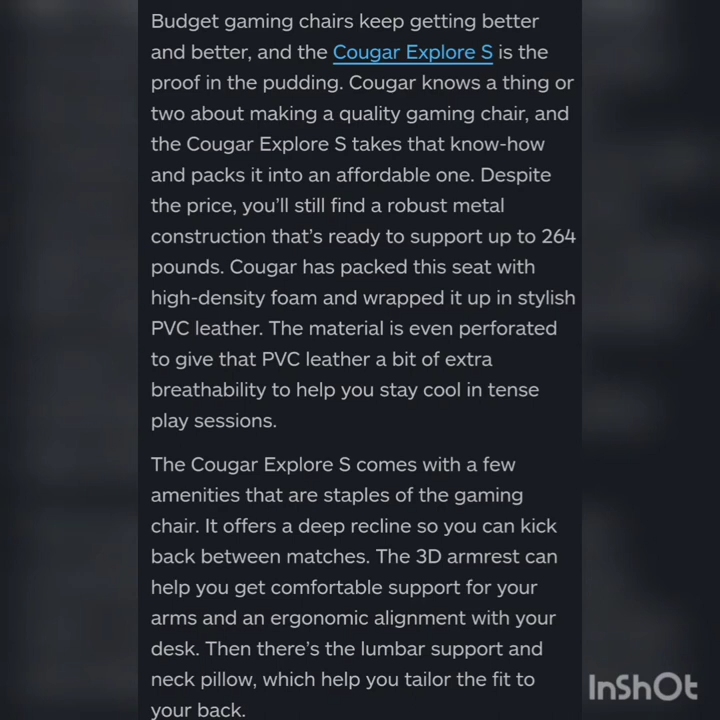 Budget gaming chairs keep getting better
and better, and the Cougar Explore S is the
proof in the pudding. Cougar knows a thing or
two about making a quality gaming chair, and
the Cougar Explore S takes that know-how
and packs it into an affordable one. Despite
the price, you'll still find a robust metal
construction that's ready to support up to 264
pounds. Cougar has packed this seat with
high-density foam and wrapped it up in stylish
PVC leather. The material is even perforated
to give that PVC leather a bit of extra
breathability to help you stay cool in tense
play sessions.
The Cougar Explore S comes with a few
amenities that are staples of the gaming
chair. It offers a deep recline so you can kick
back between matches. The 3D armrest can
help you get comfortable support for your
arms and an ergonomic alignment with your
desk. Then there's the lumbar support and
neck pillow, which help you tailor the fit to
your back.
InShOt